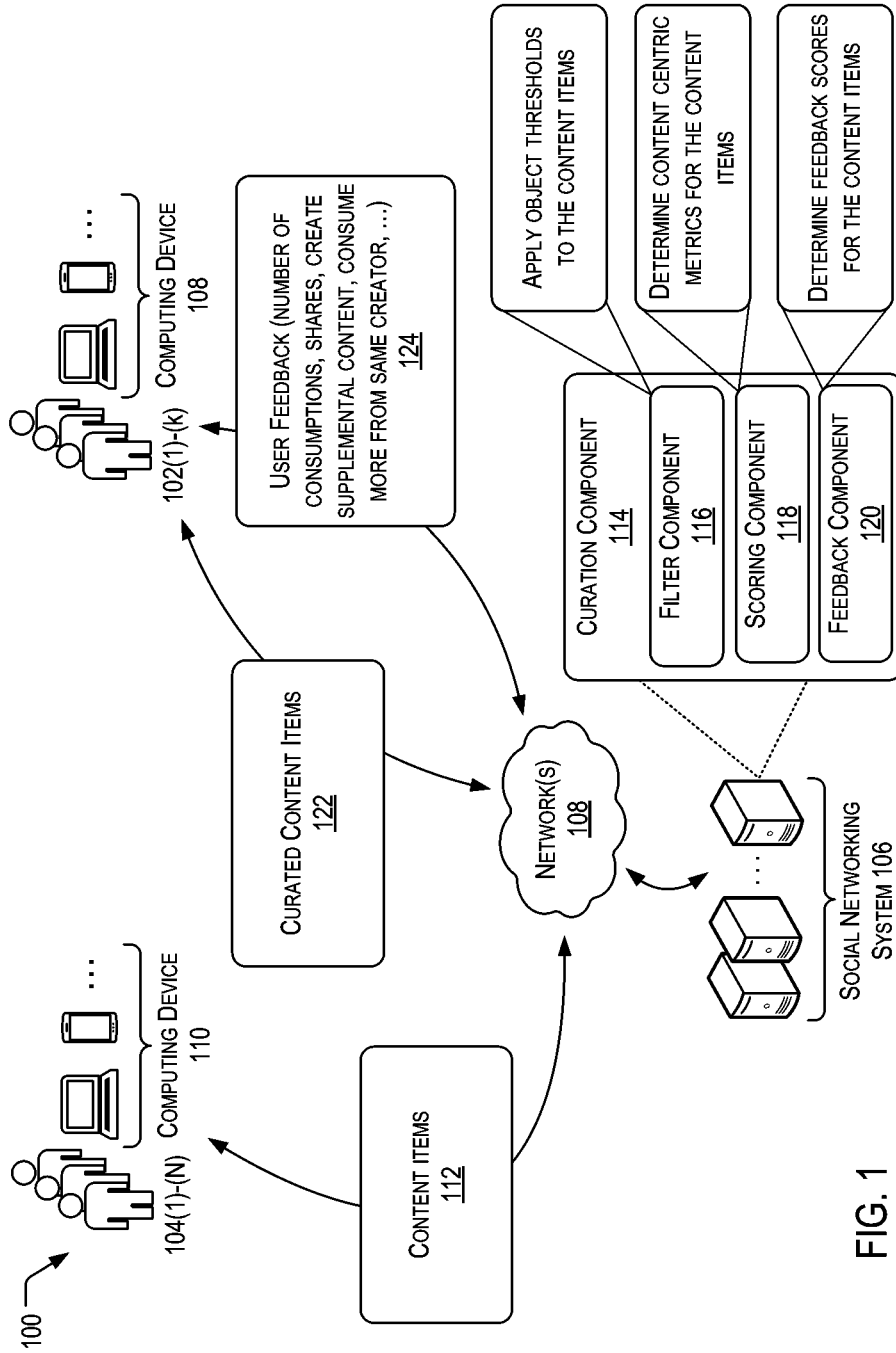 100
104(1)-(N)
COMPUTING DEVICE
110
...
102(1)-(k)
COMPUTING DEVICE
108
...
CONTENT ITEMS
112
CURATED CONTENT ITEMS
122
USER FEEDBACK (NUMBER OF
CONSUMPTIONS, SHARES, CREATE
SUPPLEMENTAL CONTENT, CONSUME
MORE FROM SAME CREATOR, ...)
124
NETWORK(S)
108
...
SOCIAL NETWORKING
SYSTEM 106
CURATION COMPONENT
114
FILTER COMPONENT
116
SCORING COMPONENT
118
FEEDBACK COMPONENT
120
APPLY OBJECT THRESHOLDS
TO THE CONTENT ITEMS
DETERMINE CONTENT CENTRIC
METRICS FOR THE CONTENT
ITEMS
DETERMINE FEEDBACK SCORES
FOR THE CONTENT ITEMS
FIG. 1